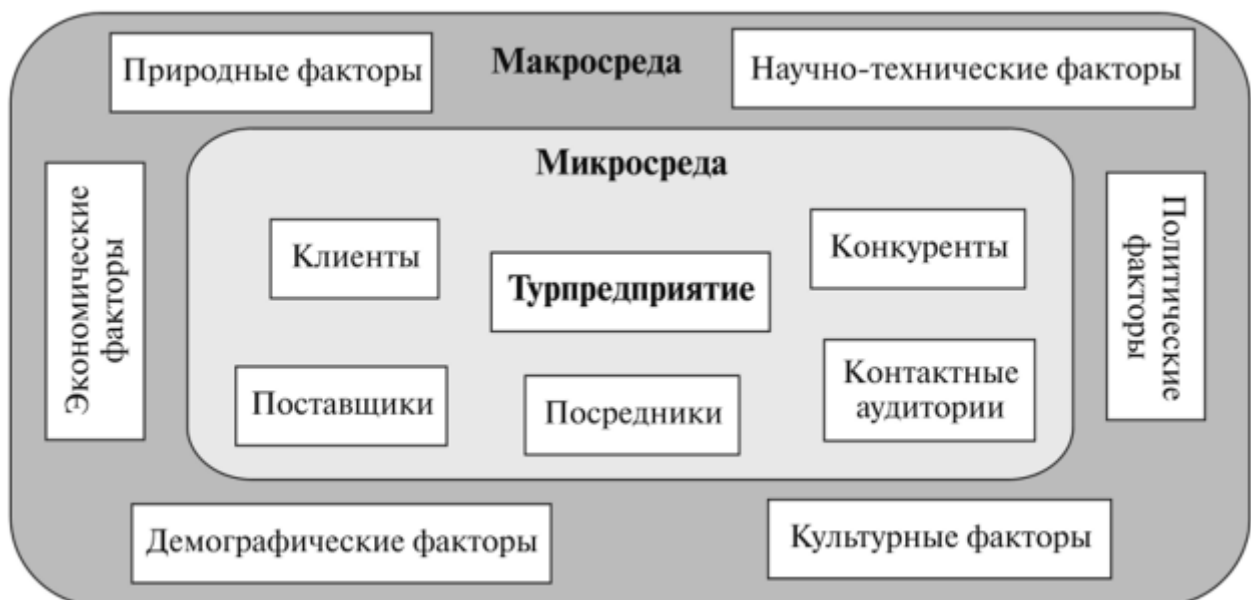 Природные факторы
Макросреда
Научно-технические факторы
Микросреда
Экономические
факторы
Клиенты
Турпредприятие
Конкуренты
Политические
факторы
Поставщики
Посредники
Контактные
аудитории
Демографические факторы
Культурные факторы